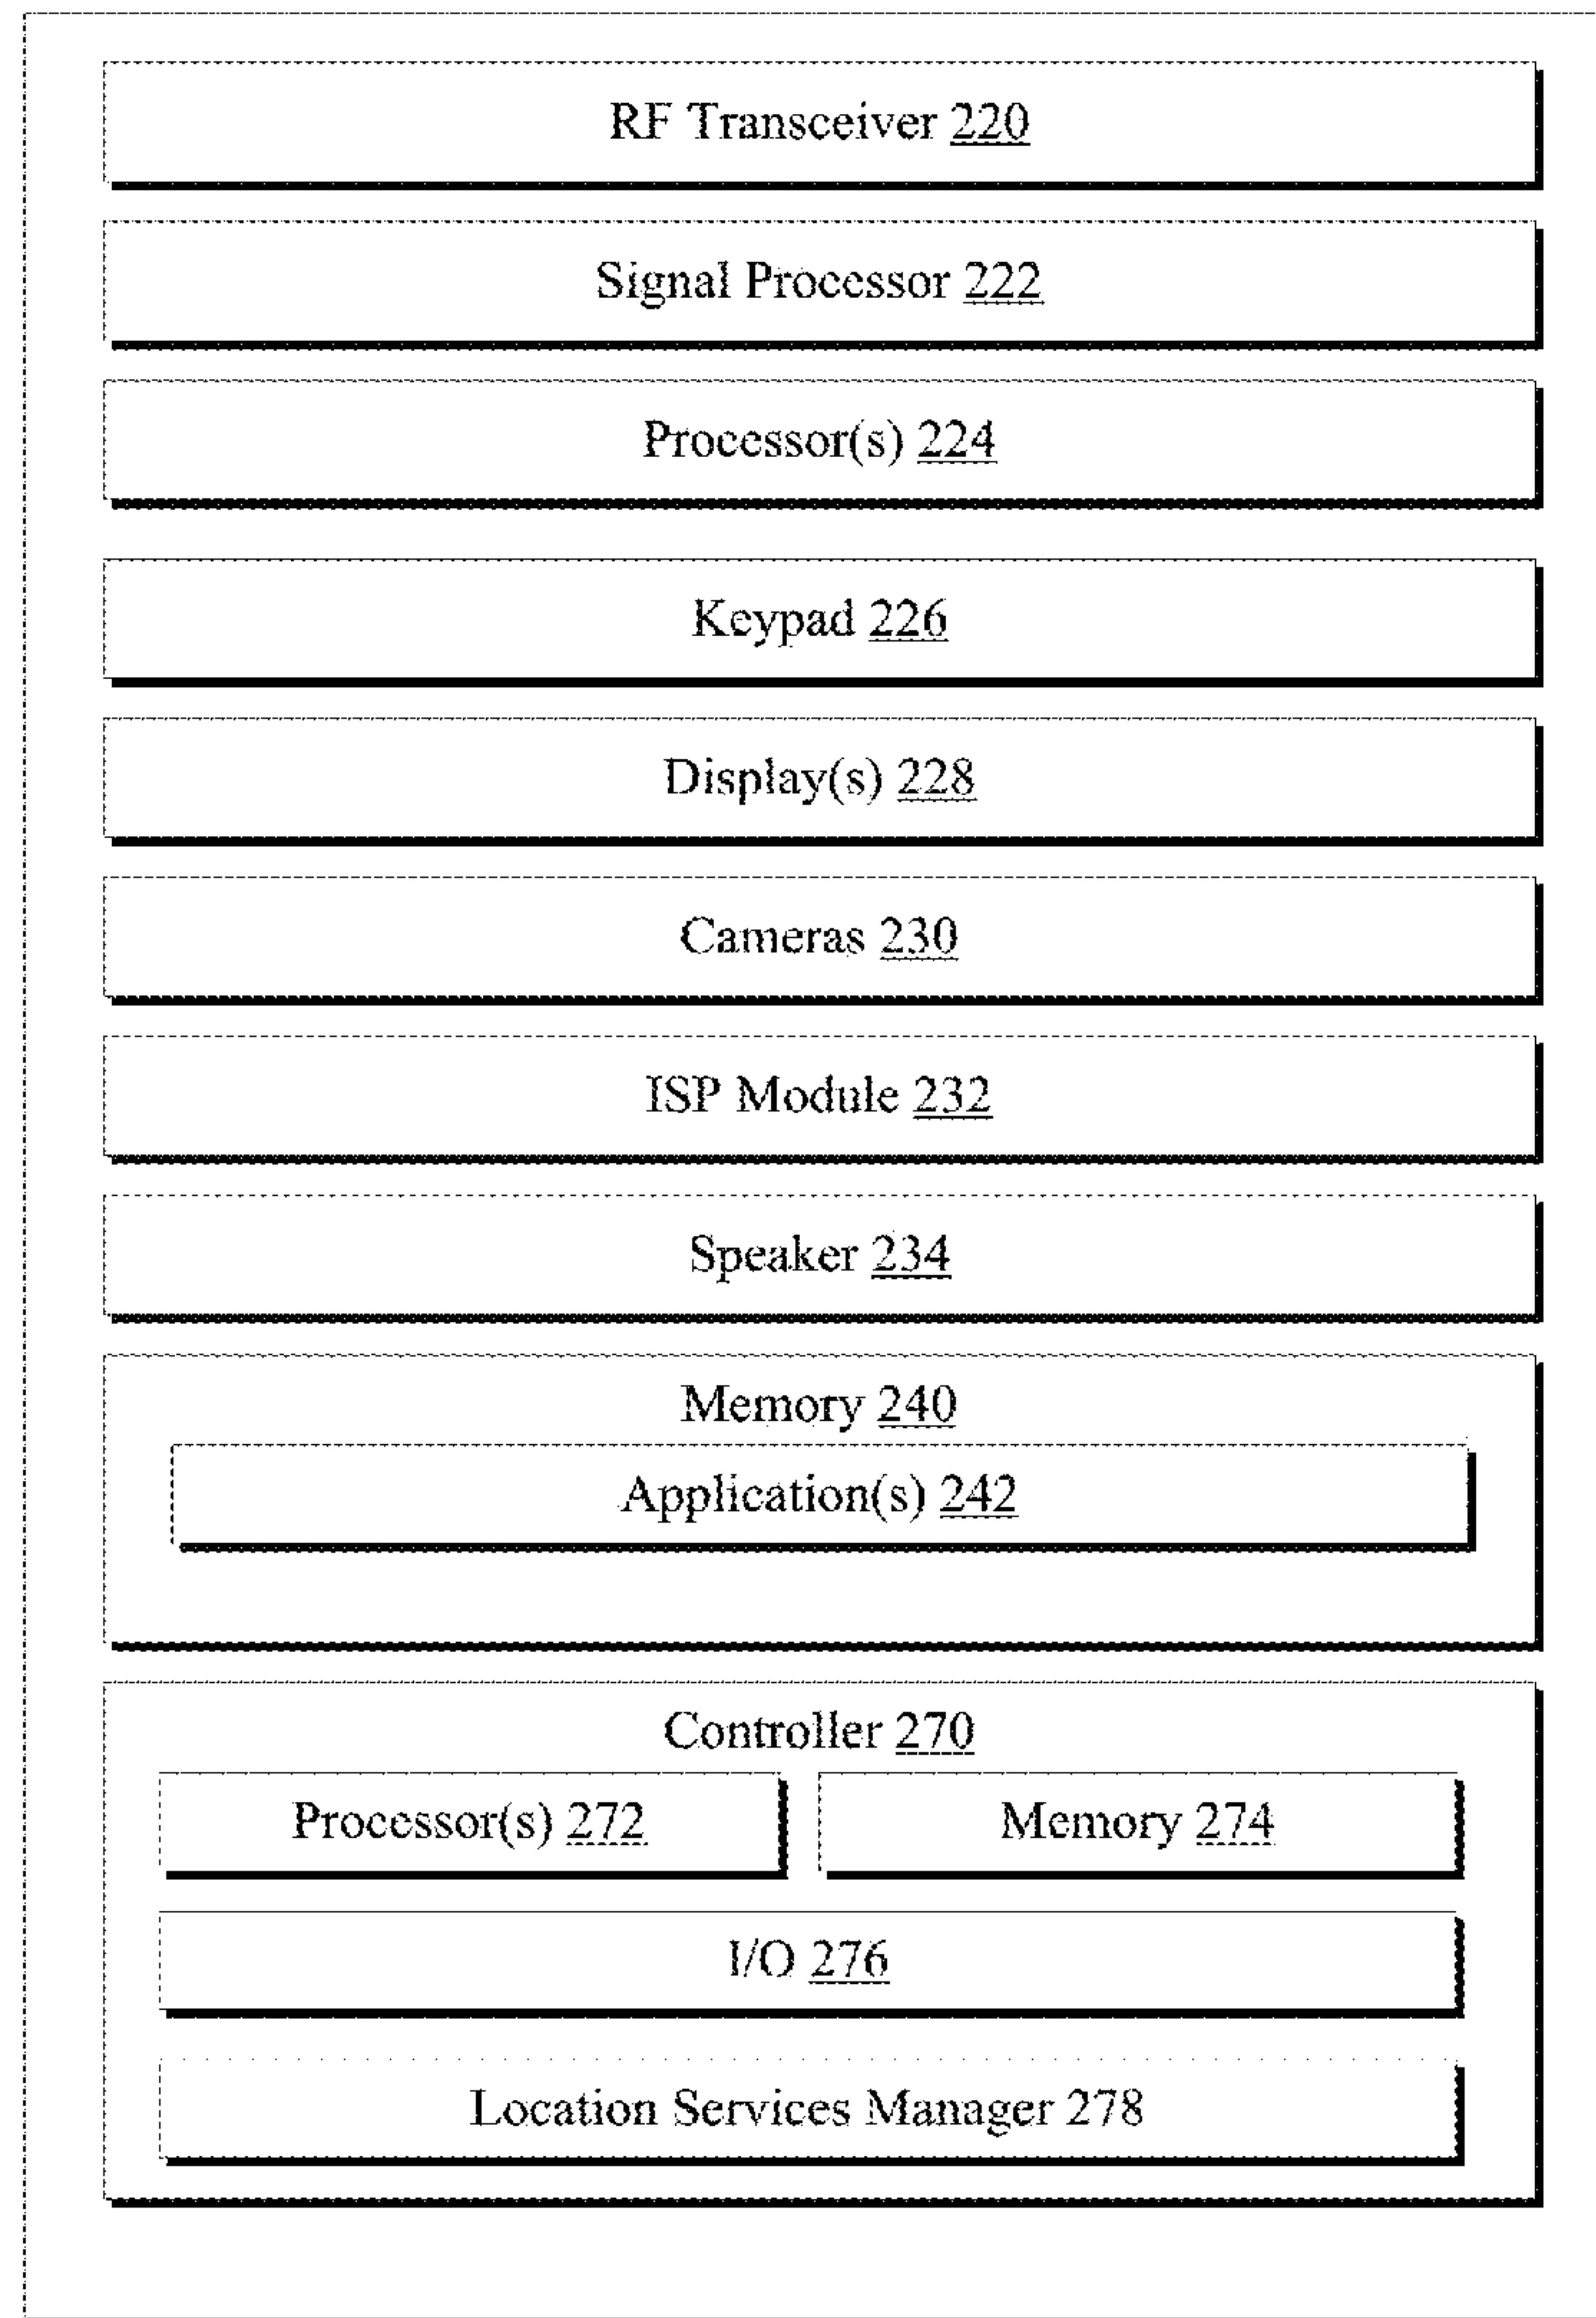 RF Transceiver 220
Signal Processor 222
Processor(s) 224
Keypad 226
Display(s) 228
Cameras 230
ISP Module 232
Speaker 234
Memory 240
Application(s) 242
Controller 270
Processor(s) 272
Memory 274
I/O 276
Location Services Manager 278